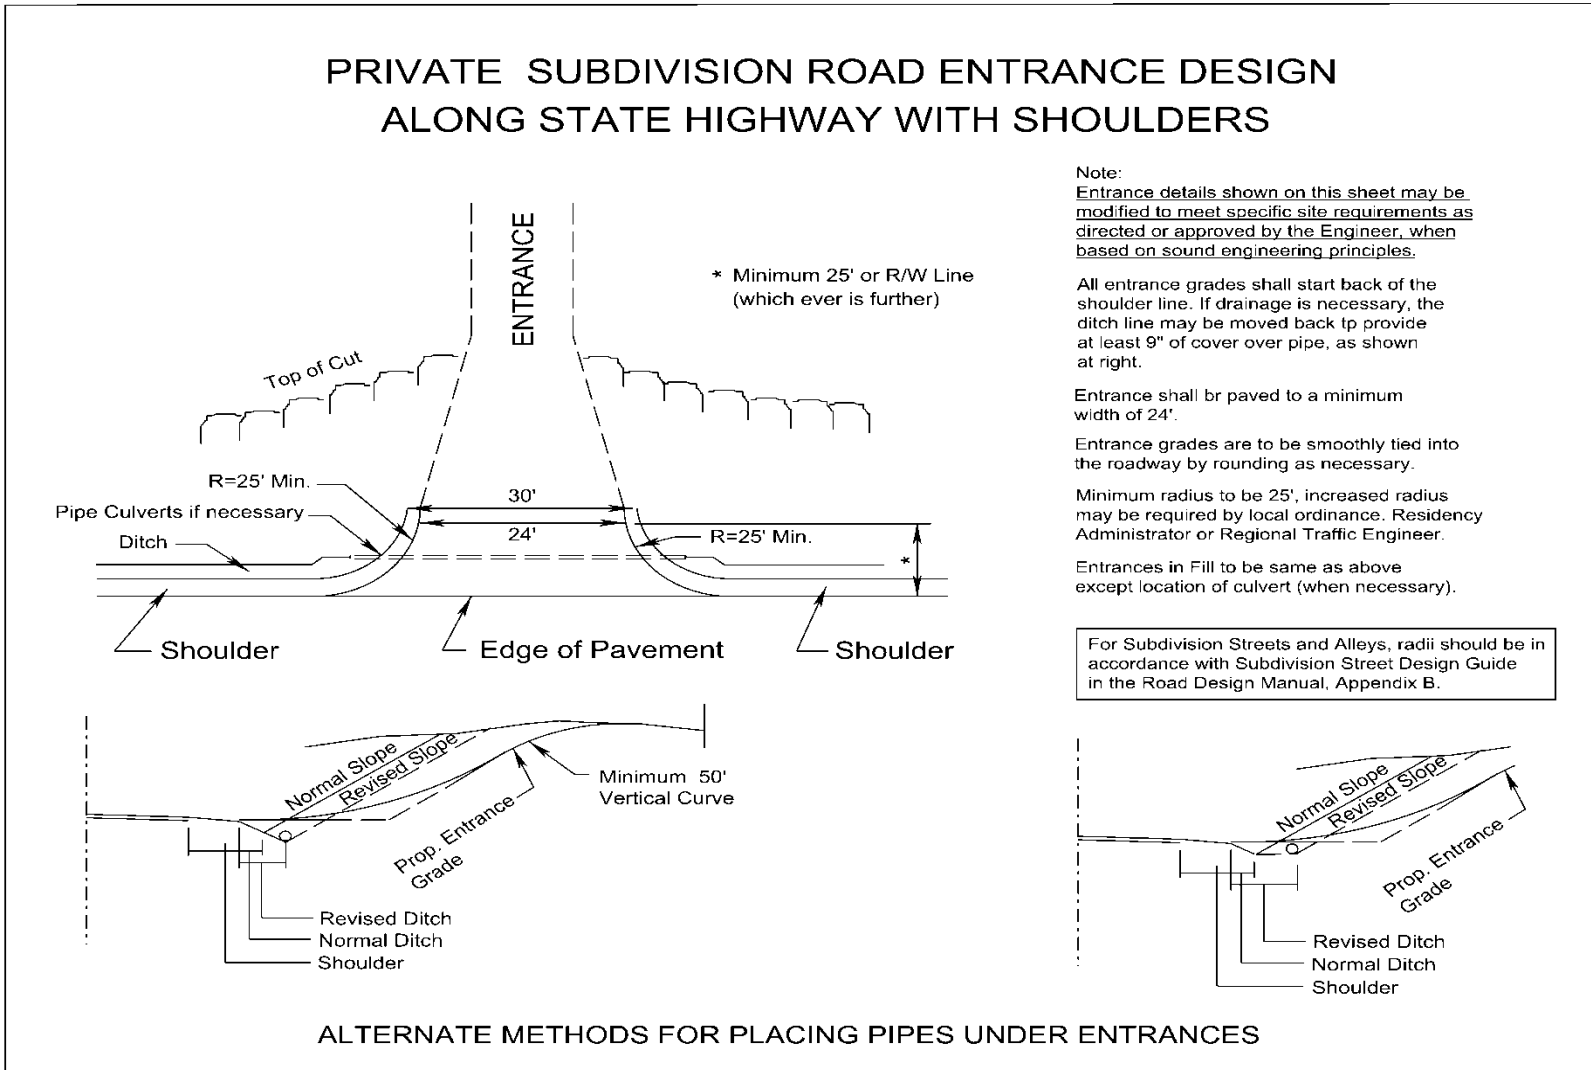 PRIVATE SUBDIVISION ROAD ENTRANCE DESIGN
ALONG STATE HIGHWAY WITH SHOULDERS
ENTRANCE
* Minimum 25' or R/W Line
(which ever is further)
Top of Cut
R=25' Min.
Pipe Culverts if necessary
Ditch
30'
24'
R=25' Min.
*
Shoulder
Edge of Pavement
Shoulder
Note:
Entrance details shown on this sheet may be
modified to meet specific site requirements as
directed or approved by the Engineer, when
based on sound engineering principles.
All entrance grades shall start back of the
shoulder line. If drainage is necessary, the
ditch line may be moved back tp provide
at least 9" of cover over pipe, as shown
at right.
Entrance shall br paved to a minimum
width of 24'.
Entrance grades are to be smoothly tied into
the roadway by rounding as necessary.
Minimum radius to be 25', increased radius
may be required by local ordinance. Residency
Administrator or Regional Traffic Engineer.
Entrances in Fill to be same as above
except location of culvert (when necessary).
For Subdivision Streets and Alleys, radii should be in
accordance with Subdivision Street Design Guide
in the Road Design Manual, Appendix B.
Normal Slope
Revised Slope
Minimum 50'
Vertical Curve
Prop. Entrance
Grade
Revised Ditch
Normal Ditch
Shoulder
Normal Slope
Revised Slope
Prop. Entrance
Grade
Revised Ditch
Normal Ditch
Shoulder
ALTERNATE METHODS FOR PLACING PIPES UNDER ENTRANCES